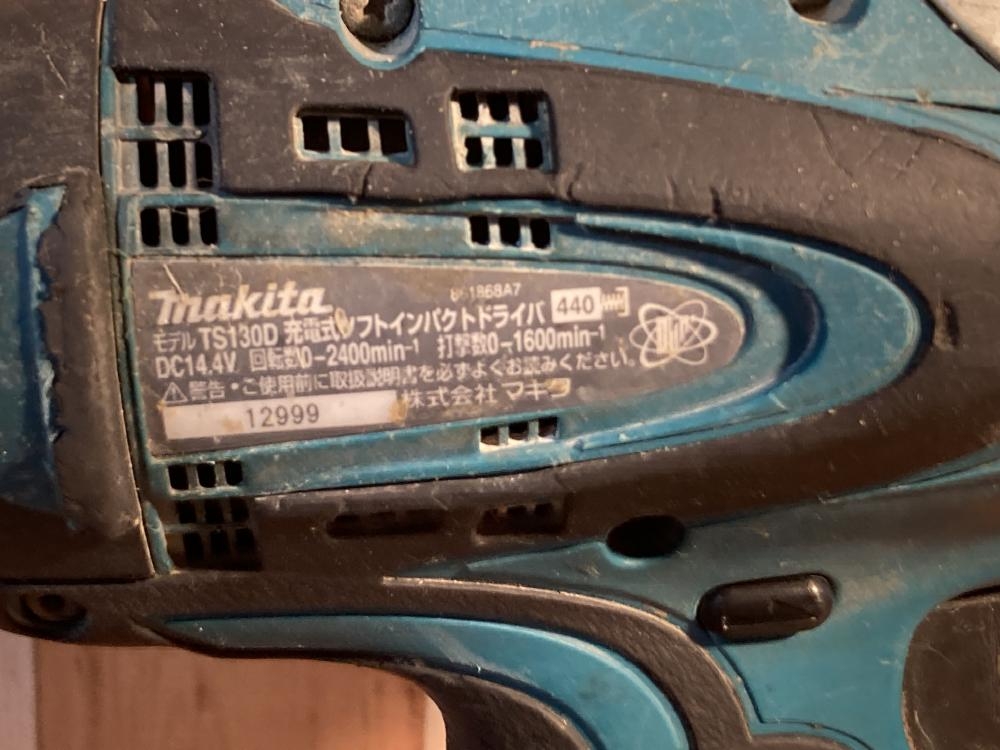 makita
861868A7
モデル TS130D 充電式ソフトインパクトドライバ 440
DC14.4V 回転数0-2400min-1 打撃数0-1600min-1
⚠警告・ご使用前に取扱説明書を必ずよくお読みください。
12999 株式会社 マキタ